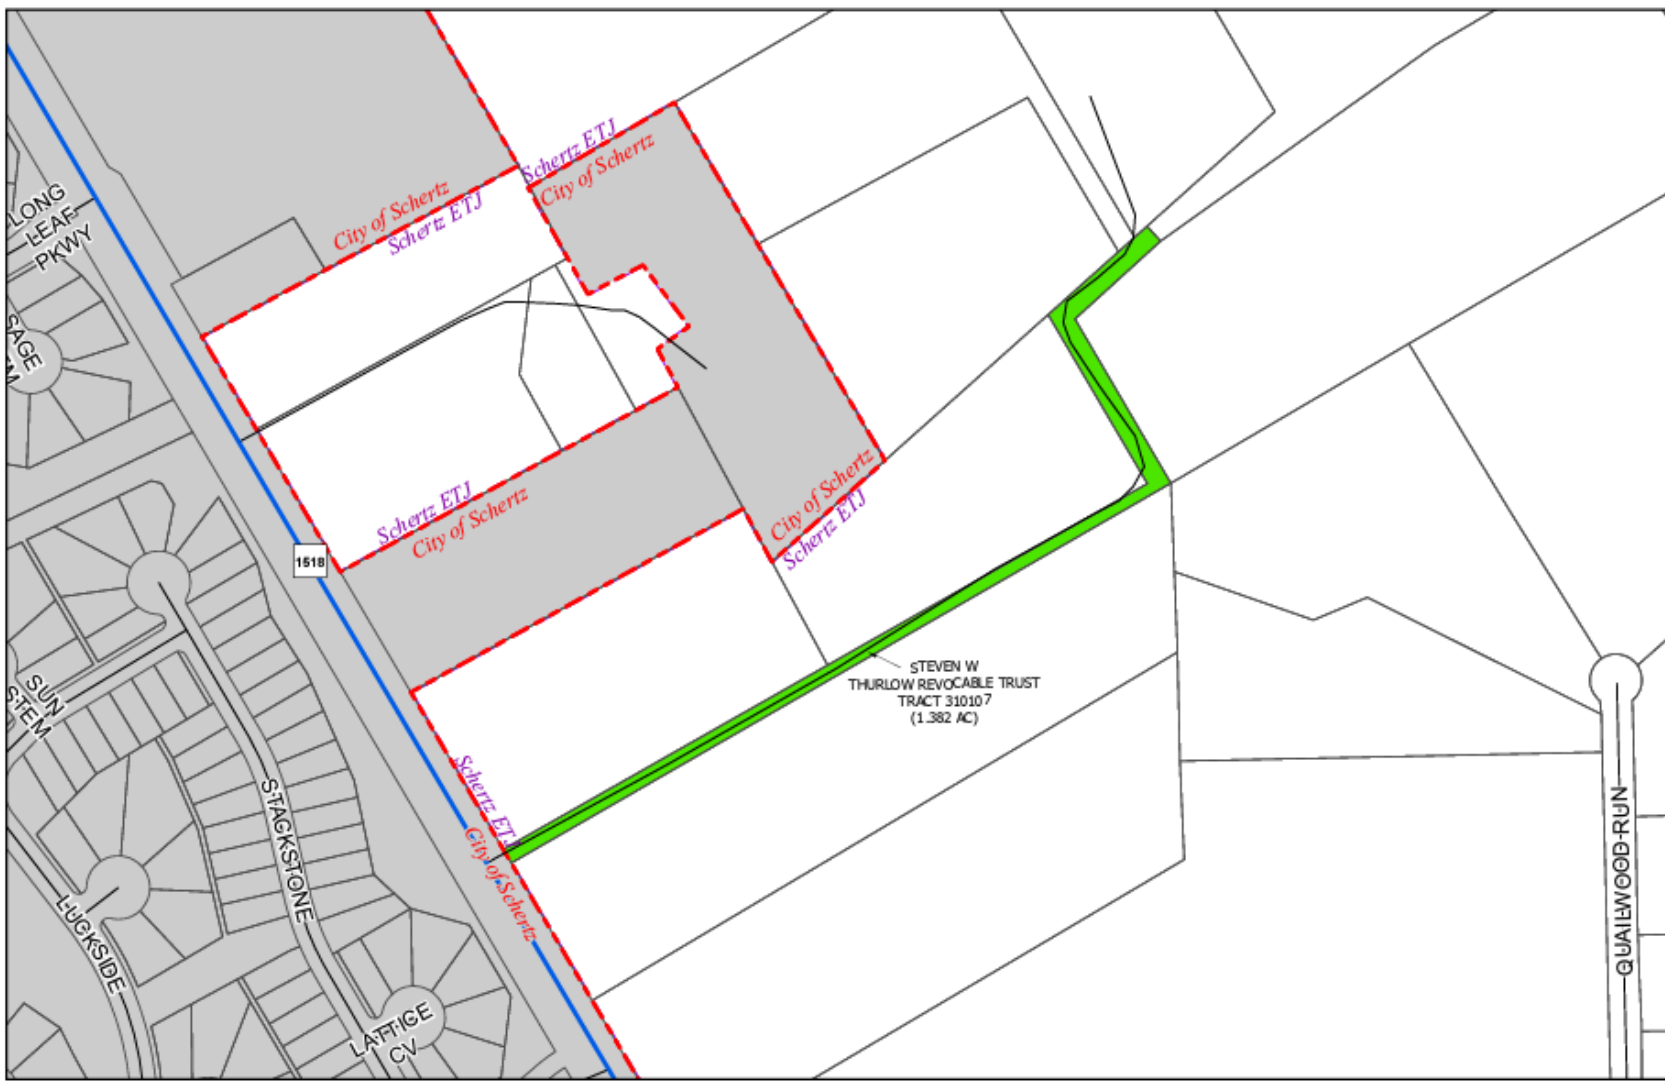 Schertz ETJ
City of Schertz
City of Schertz
Schertz ETJ
LONG
LEAF
PKWY
SAGE
Schertz ETJ
City of Schertz
City of Schertz
Schertz ETJ
1518
SUN
STEM
STEVEN W
THURLOW REVOCABLE TRUST
TRACT 310107
(1.382 AC)
Schertz ETJ
City of Schertz
STACKSTONE
LUCKSIDE
LATTICE
CV
QUAILWOOD RUN